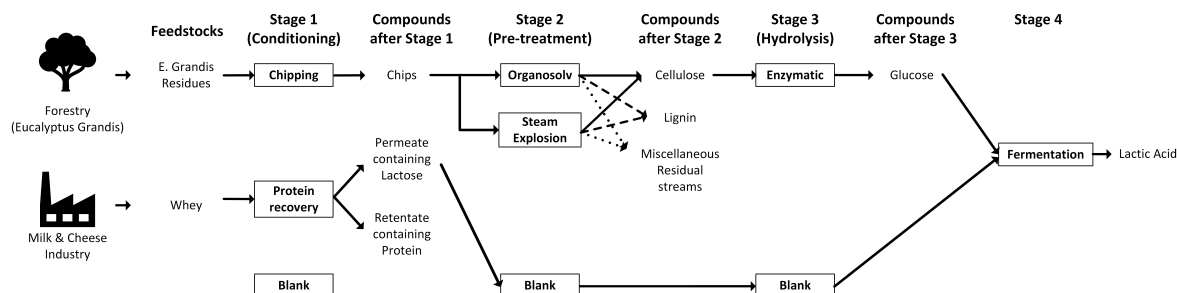 Feedstocks
Stage 1
(Conditioning)
Compounds
after Stage 1
Stage 2
(Pre-treatment)
Compounds
after Stage 2
Stage 3
(Hydrolysis)
Compounds
after Stage 3
Stage 4
Forestry
(Eucalyptus Grandis)
E. Grandis
Residues
Chipping
Chips
Organosolv
Steam
Explosion
Cellulose
Lignin
Miscellaneous
Residual
streams
Enzymatic
Glucose
Fermentation
Lactic Acid
Milk & Cheese
Industry
Whey
Protein
recovery
Permeate
containing
Lactose
Retentate
containing
Protein
Blank
Blank
Blank